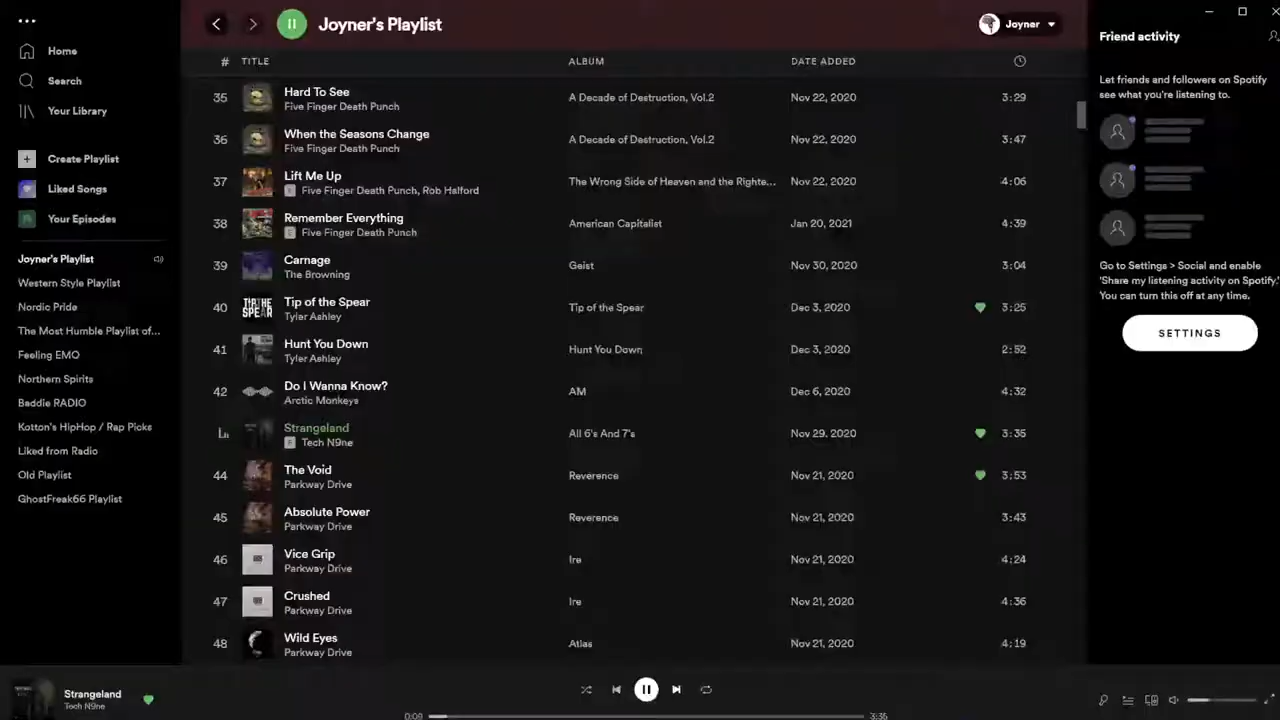 Joyner's Playlist
Joyner
Home
Search
Your Library
Create Playlist
Liked Songs
Your Episodes
Joyner's Playlist
Western Style Playlist
Nordic Pride
The Most Humble Playlist of...
Feeling EMO
Northern Spirits
Baddie RADIO
Kotton's HipHop / Rap Picks
Liked from Radio
Old Playlist
GhostFreak66 Playlist
# TITLE ALBUM DATE ADDED
35 Hard To See A Decade of Destruction, Vol.2 Nov 22, 2020 3:29
Five Finger Death Punch
36 When the Seasons Change A Decade of Destruction, Vol.2 Nov 22, 2020 3:47
Five Finger Death Punch
37 Lift Me Up The Wrong Side of Heaven and the Righte... Nov 22, 2020 4:06
E Five Finger Death Punch, Rob Halford
38 Remember Everything American Capitalist Jan 20, 2021 4:39
E Five Finger Death Punch
39 Carnage Geist Nov 30, 2020 3:04
The Browning
40 TIP OF THE SPEAR Tip of the Spear Tip of the Spear Dec 3, 2020 3:25
Tyler Ashley
41 Hunt You Down Hunt You Down Dec 3, 2020 2:52
Tyler Ashley
42 Do I Wanna Know? AM Dec 6, 2020 4:32
Arctic Monkeys
Strangeland All 6's And 7's Nov 29, 2020 3:35
E Tech N9ne
44 The Void Reverence Nov 21, 2020 3:53
Parkway Drive
45 Absolute Power Reverence Nov 21, 2020 3:43
Parkway Drive
46 Vice Grip Ire Nov 21, 2020 4:24
Parkway Drive
47 Crushed Ire Nov 21, 2020 4:36
Parkway Drive
48 Wild Eyes Atlas Nov 21, 2020 4:19
Parkway Drive
Friend activity
Let friends and followers on Spotify
see what you're listening to.
Go to Settings > Social and enable
'Share my listening activity on Spotify.'
You can turn this off at any time.
SETTINGS
Strangeland
Tech N9ne
0:09 3:35